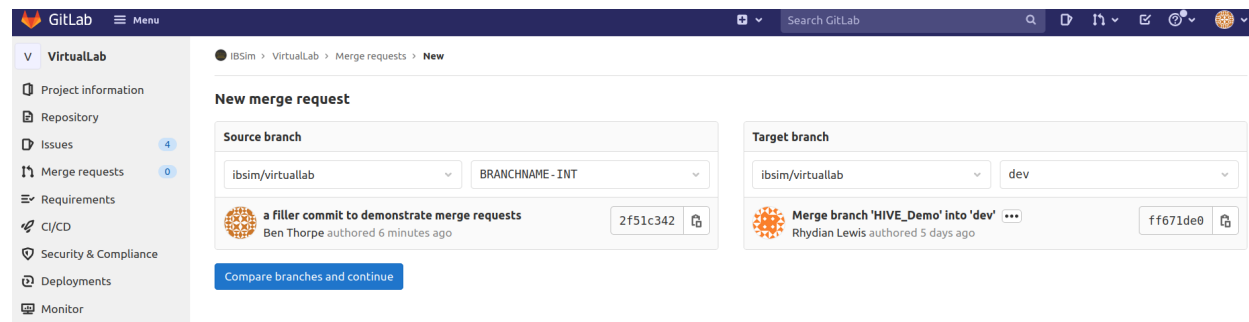 GitLab Menu Search GitLab
V VirtualLab
IBSim > VirtualLab > Merge requests > New
Project information
Repository
Issues 4
Merge requests 0
Requirements
CI/CD
Security & Compliance
Deployments
Monitor
New merge request
Source branch
ibsim/virtuallab BRANCHNAME-INT
a filler commit to demonstrate merge requests
Ben Thorpe authored 6 minutes ago
2f51c342
Target branch
ibsim/virtuallab dev
Merge branch 'HIVE_Demo' into 'dev' •••
Rhydian Lewis authored 5 days ago
ff671de0
Compare branches and continue